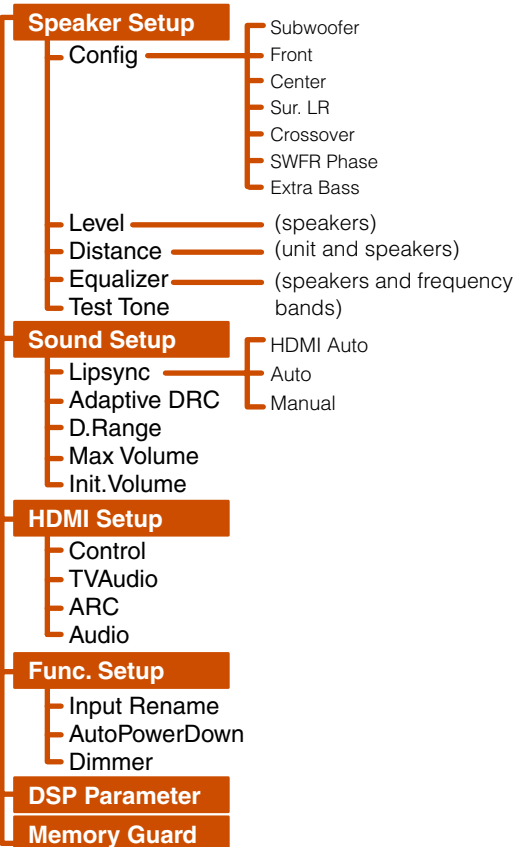 Speaker Setup
Config
Subwoofer
Front
Center
Sur. LR
Crossover
SWFR Phase
Extra Bass
Level
(speakers)
Distance
(unit and speakers)
Equalizer
(speakers and frequency
bands)
Test Tone
Sound Setup
Lipsync
HDMI Auto
Auto
Manual
Adaptive DRC
D.Range
Max Volume
Init.Volume
HDMI Setup
Control
TVAudio
ARC
Audio
Func. Setup
Input Rename
AutoPowerDown
Dimmer
DSP Parameter
Memory Guard